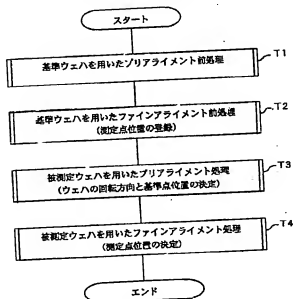 スタート
基準ウェハを用いたプリアライメント前処理
T1
基準ウェハを用いたファインアライメント前処理
(測定点位置の登録)
T2
被測定ウェハを用いたプリアライメント処理
(ウェハの回転方向と基準点位置の決定)
T3
被測定ウェハを用いたファインアライメント処理
(測定点位置の決定)
T4
エンド